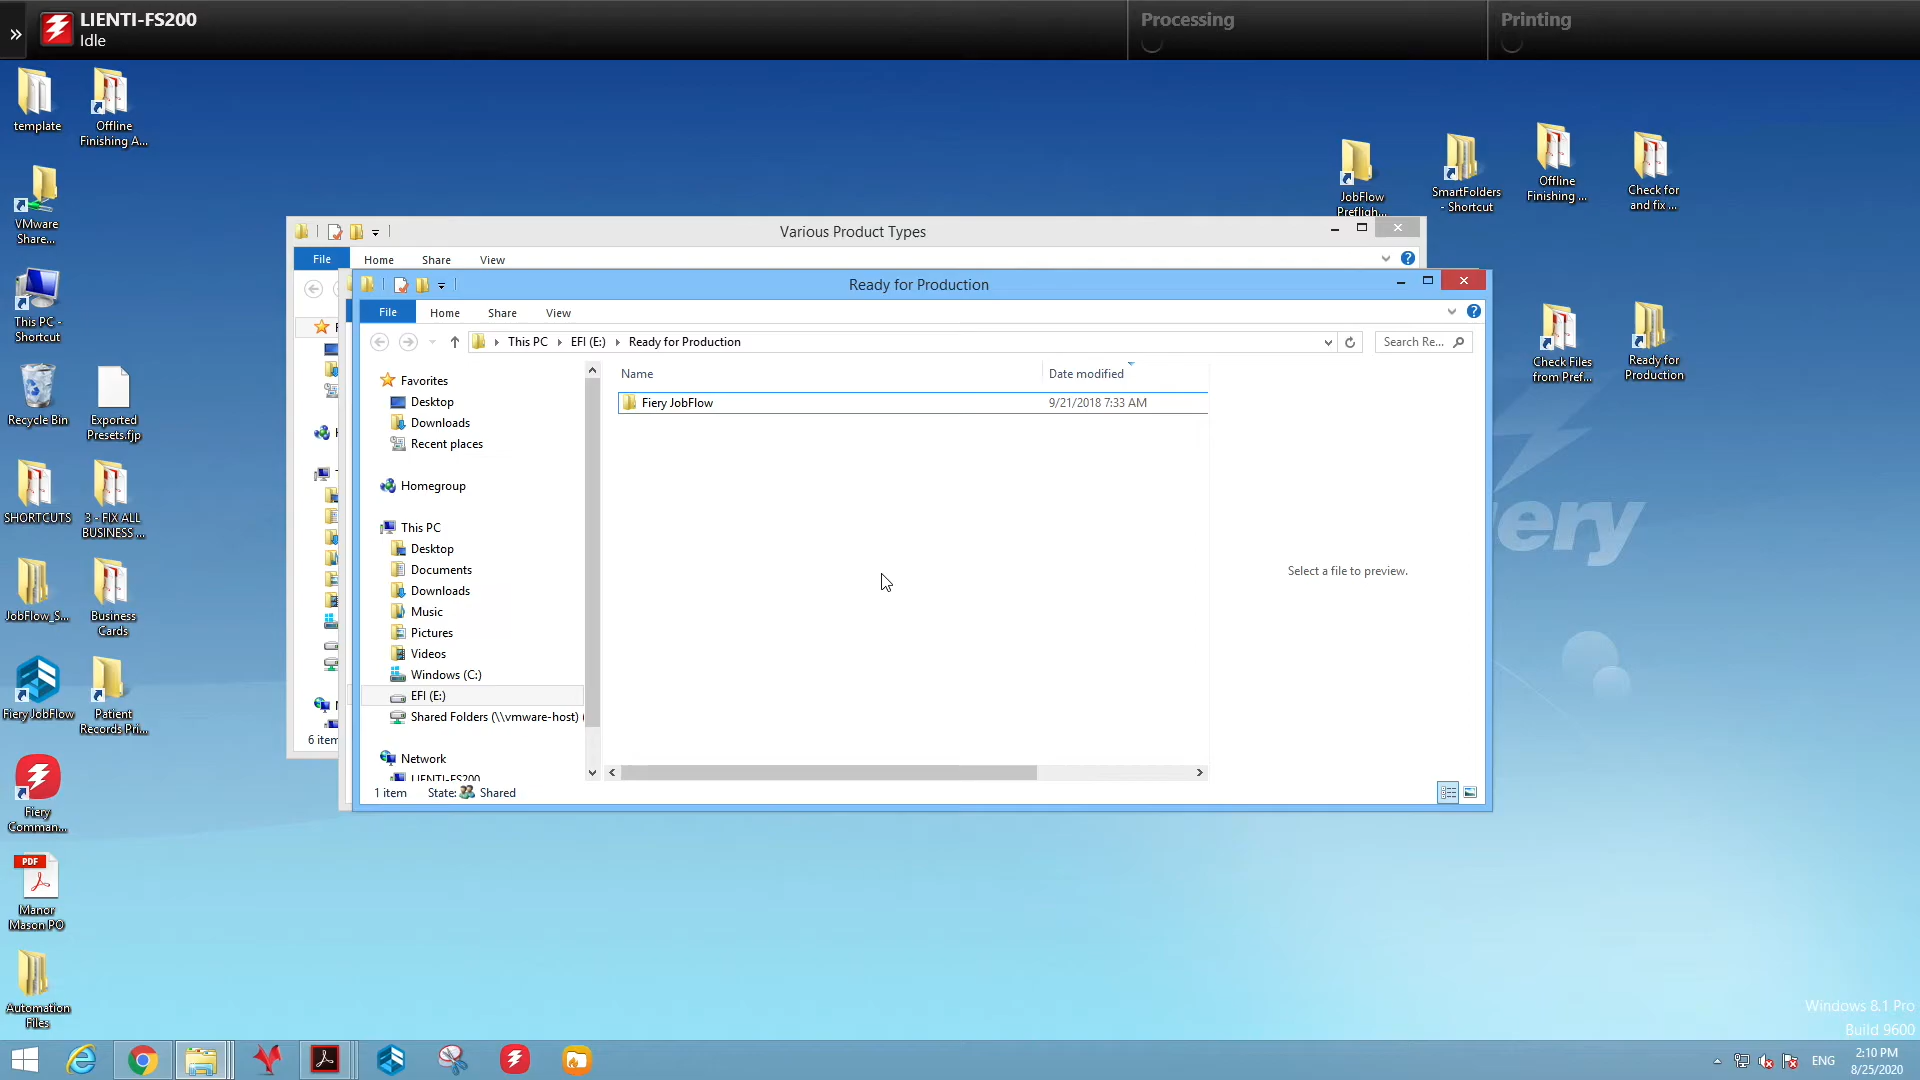 LIENTI-FS200
Idle
Processing
Printing
template
Offline
Finishing A...
VMware
Share...
This PC -
Shortcut
Recycle Bin
Exported
Presets.fjp
SHORTCUTS
3 - FIX ALL
BUSINESS ...
JobFlow_S...
Business
Cards
Fiery JobFlow
Patient
Records Pri...
Fiery
Comman...
PDF
Manor
Mason PO
Automation
Files
JobFlow
Prefligh...
SmartFolders
- Shortcut
Offline
Finishing ...
Check for
and fix ...
Check Files
from Pref...
Ready for
Production
Various Product Types
File
Home
Share
View
6 item
Ready for Production
File
Home
Share
View
This PC
EFI (E:)
Ready for Production
Search Re...
Name
Date modified
Fiery JobFlow
9/21/2018 7:33 AM
Favorites
Desktop
Downloads
Recent places
Homegroup
This PC
Desktop
Documents
Downloads
Music
Pictures
Videos
Windows (C:)
EFI (E:)
Shared Folders (\\vmware-host) (
Network
LIENTI-FS200
Select a file to preview.
1 item
State:
Shared
iery
Windows 8.1 Pro
Build 9600
ENG
2:10 PM
8/25/2020